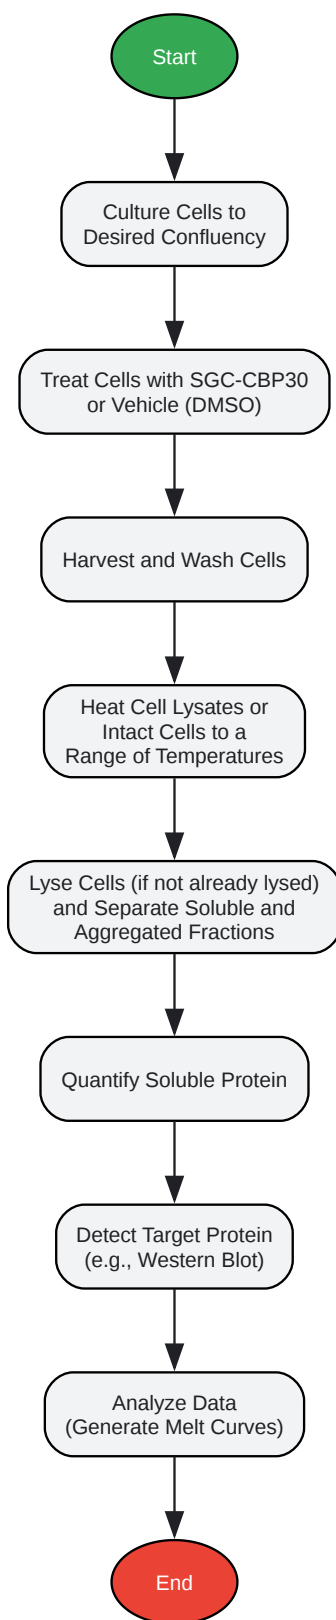 Start
Culture Cells to
Desired Confluency
Treat Cells with SGC-CBP30
or Vehicle (DMSO)
Harvest and Wash Cells
Heat Cell Lysates or
Intact Cells to a
Range of Temperatures
Lyse Cells (if not already lysed)
and Separate Soluble and
Aggregated Fractions
Quantify Soluble Protein
Detect Target Protein
(e.g., Western Blot)
Analyze Data
(Generate Melt Curves)
End